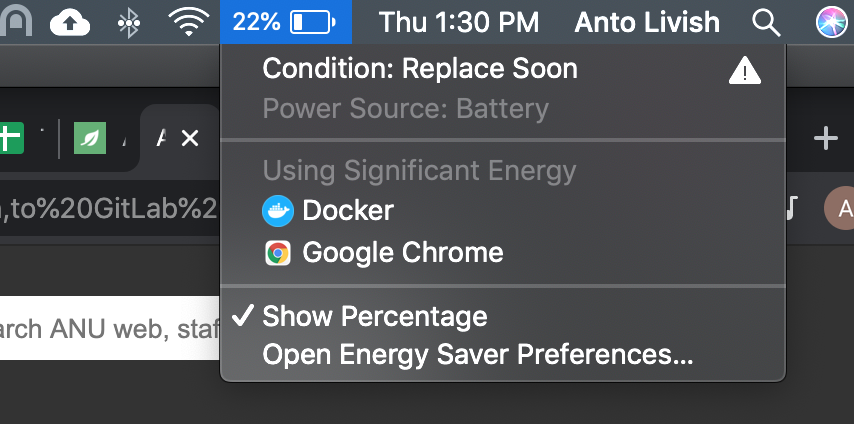 22% Thu 1:30 PM Anto Livish
Condition: Replace Soon
Power Source: Battery
Using Significant Energy
,to%20GitLab%2
A
Docker
Google Chrome
arch ANU web, staf
Show Percentage
Open Energy Saver Preferences...